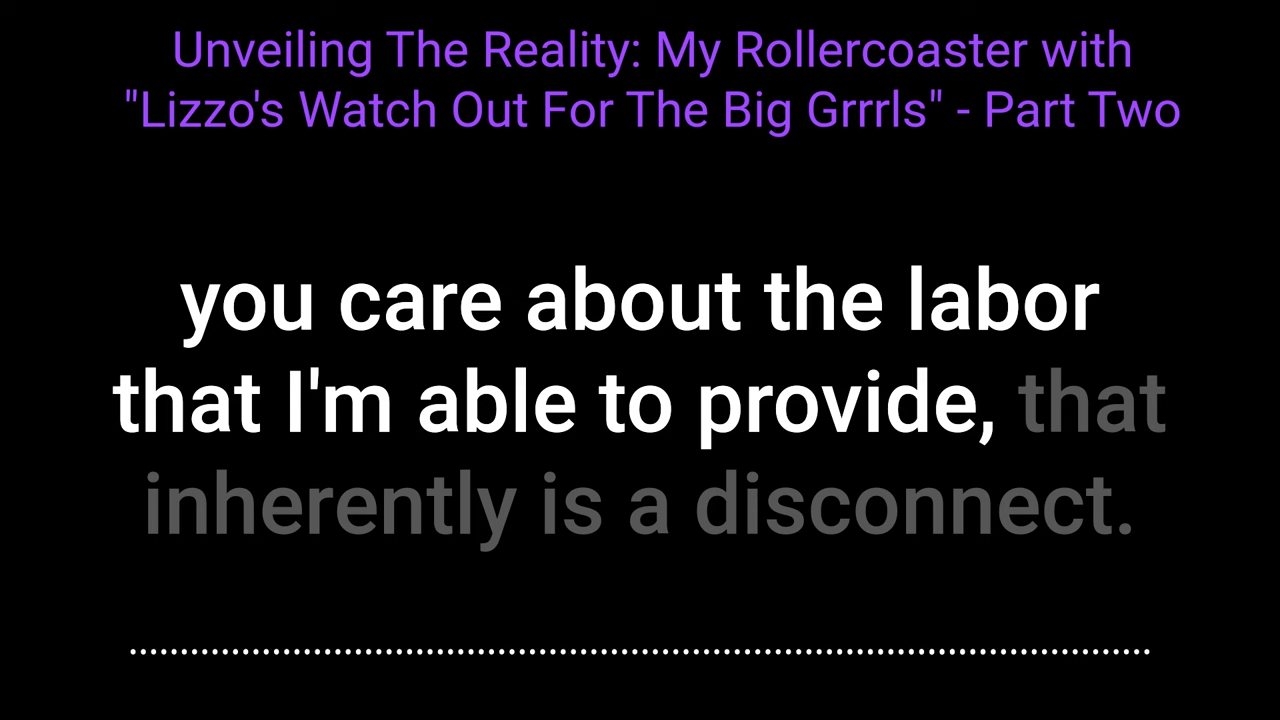 Unveiling The Reality: My Rollercoaster with
"Lizzo's Watch Out For The Big Grrrls" - Part Two
you care about the labor
that I'm able to provide, that
inherently is a disconnect.